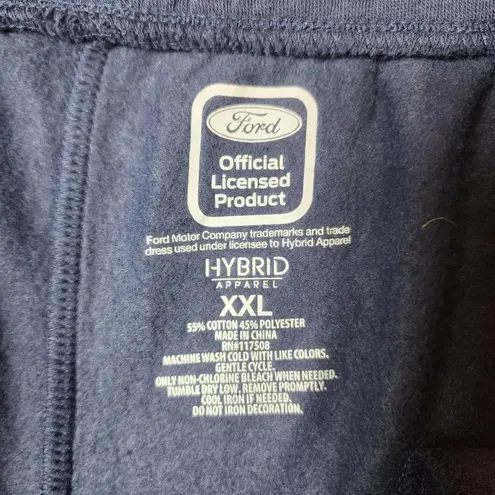 Ford
Official
Licensed
Product
Ford Motor Company trademarks and trade
dress used under licensee to Hybrid Apparel
HYBRID
APPAREL
XXL
55% COTTON 45% POLYESTER
MADE IN CHINA
RN#117508
MACHINE WASH COLD WITH LIKE COLORS.
GENTLE CYCLE.
ONLY NON-CHLORINE BLEACH WHEN NEEDED.
TUMBLE DRY LOW. REMOVE PROMPTLY.
COOL IRON IF NEEDED.
DO NOT IRON DECORATION.